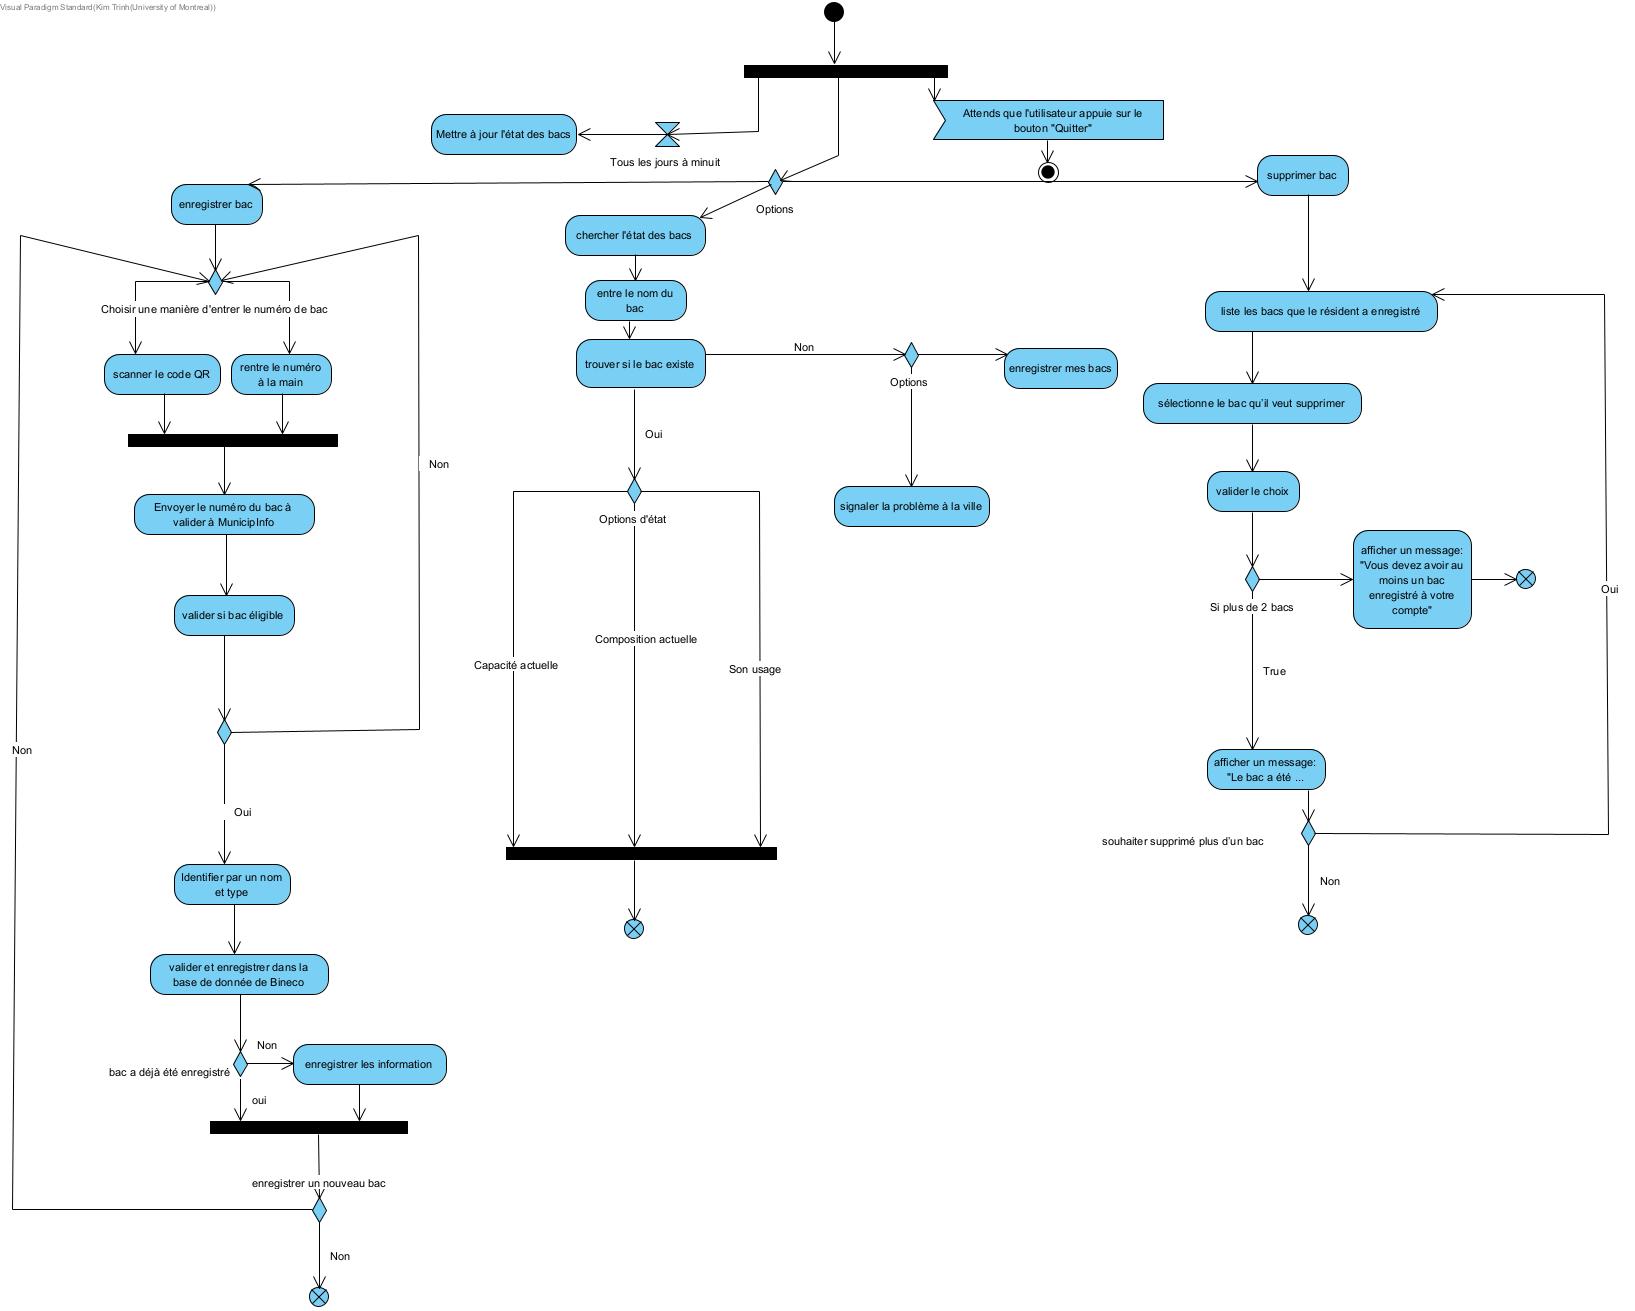 Visual Paradigm Standard(Kim Trinh(University of Montreal))
Attends que l'utilisateur appuie sur le
bouton "Quitter"
Mettre à jour l'état des bacs
Tous les jours à minuit
supprimer bac
enregistrer bac
Options
chercher l'état des bacs
entre le nom du
bac
Choisir une manière d'entrer le numéro de bac
liste les bacs que le résident a enregistré
Non
trouver si le bac existe
enregistrer mes bacs
scanner le code QR
rentre le numéro
à la main
Options
sélectionne le bac qu'il veut supprimer
Oui
Non
valider le choix
Envoyer le numéro du bac à
valider à MunicipInfo
Options d'état
signaler la problème à la ville
afficher un message:
"Vous devez avoir au
moins un bac
enregistré à votre
compte"
Oui
Si plus de 2 bacs
valider si bac éligible
Composition actuelle
Capacité actuelle
Son usage
True
Non
afficher un message:
"Le bac a été ...
Oui
souhaiter supprimé plus d'un bac
Identifier par un nom
et type
Non
valider et enregistrer dans la
base de donnée de Bineco
Non
enregistrer les information
bac a déjà été enregistré
oui
enregistrer un nouveau bac
Non